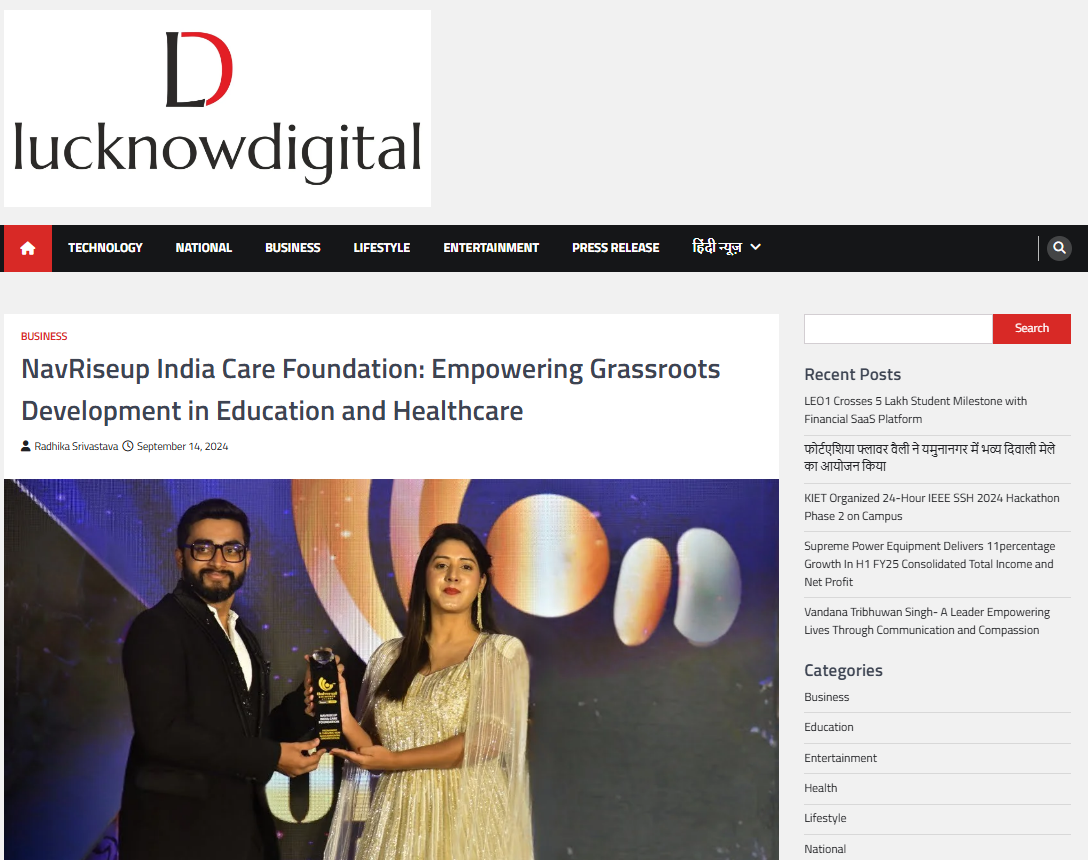 LD
lucknowdigital
TECHNOLOGY NATIONAL BUSINESS LIFESTYLE ENTERTAINMENT PRESS RELEASE हिंदी न्यूज़
BUSINESS
NavRiseup India Care Foundation: Empowering Grassroots
Development in Education and Healthcare
Radhika Srivastava September 14, 2024
NAVRISEUP
INDIA CARE
FOUNDATION
Search
Recent Posts
LEO1 Crosses 5 Lakh Student Milestone with
Financial SaaS Platform
फोर्टएशिया फ्लावर वैली ने यमुनानगर में भव्य दिवाली मेले
का आयोजन किया
KIET Organized 24-Hour IEEE SSH 2024 Hackathon
Phase 2 on Campus
Supreme Power Equipment Delivers 11percentage
Growth In H1 FY25 Consolidated Total Income and
Net Profit
Vandana Tribhuwan Singh- A Leader Empowering
Lives Through Communication and Compassion
Categories
Business
Education
Entertainment
Health
Lifestyle
National